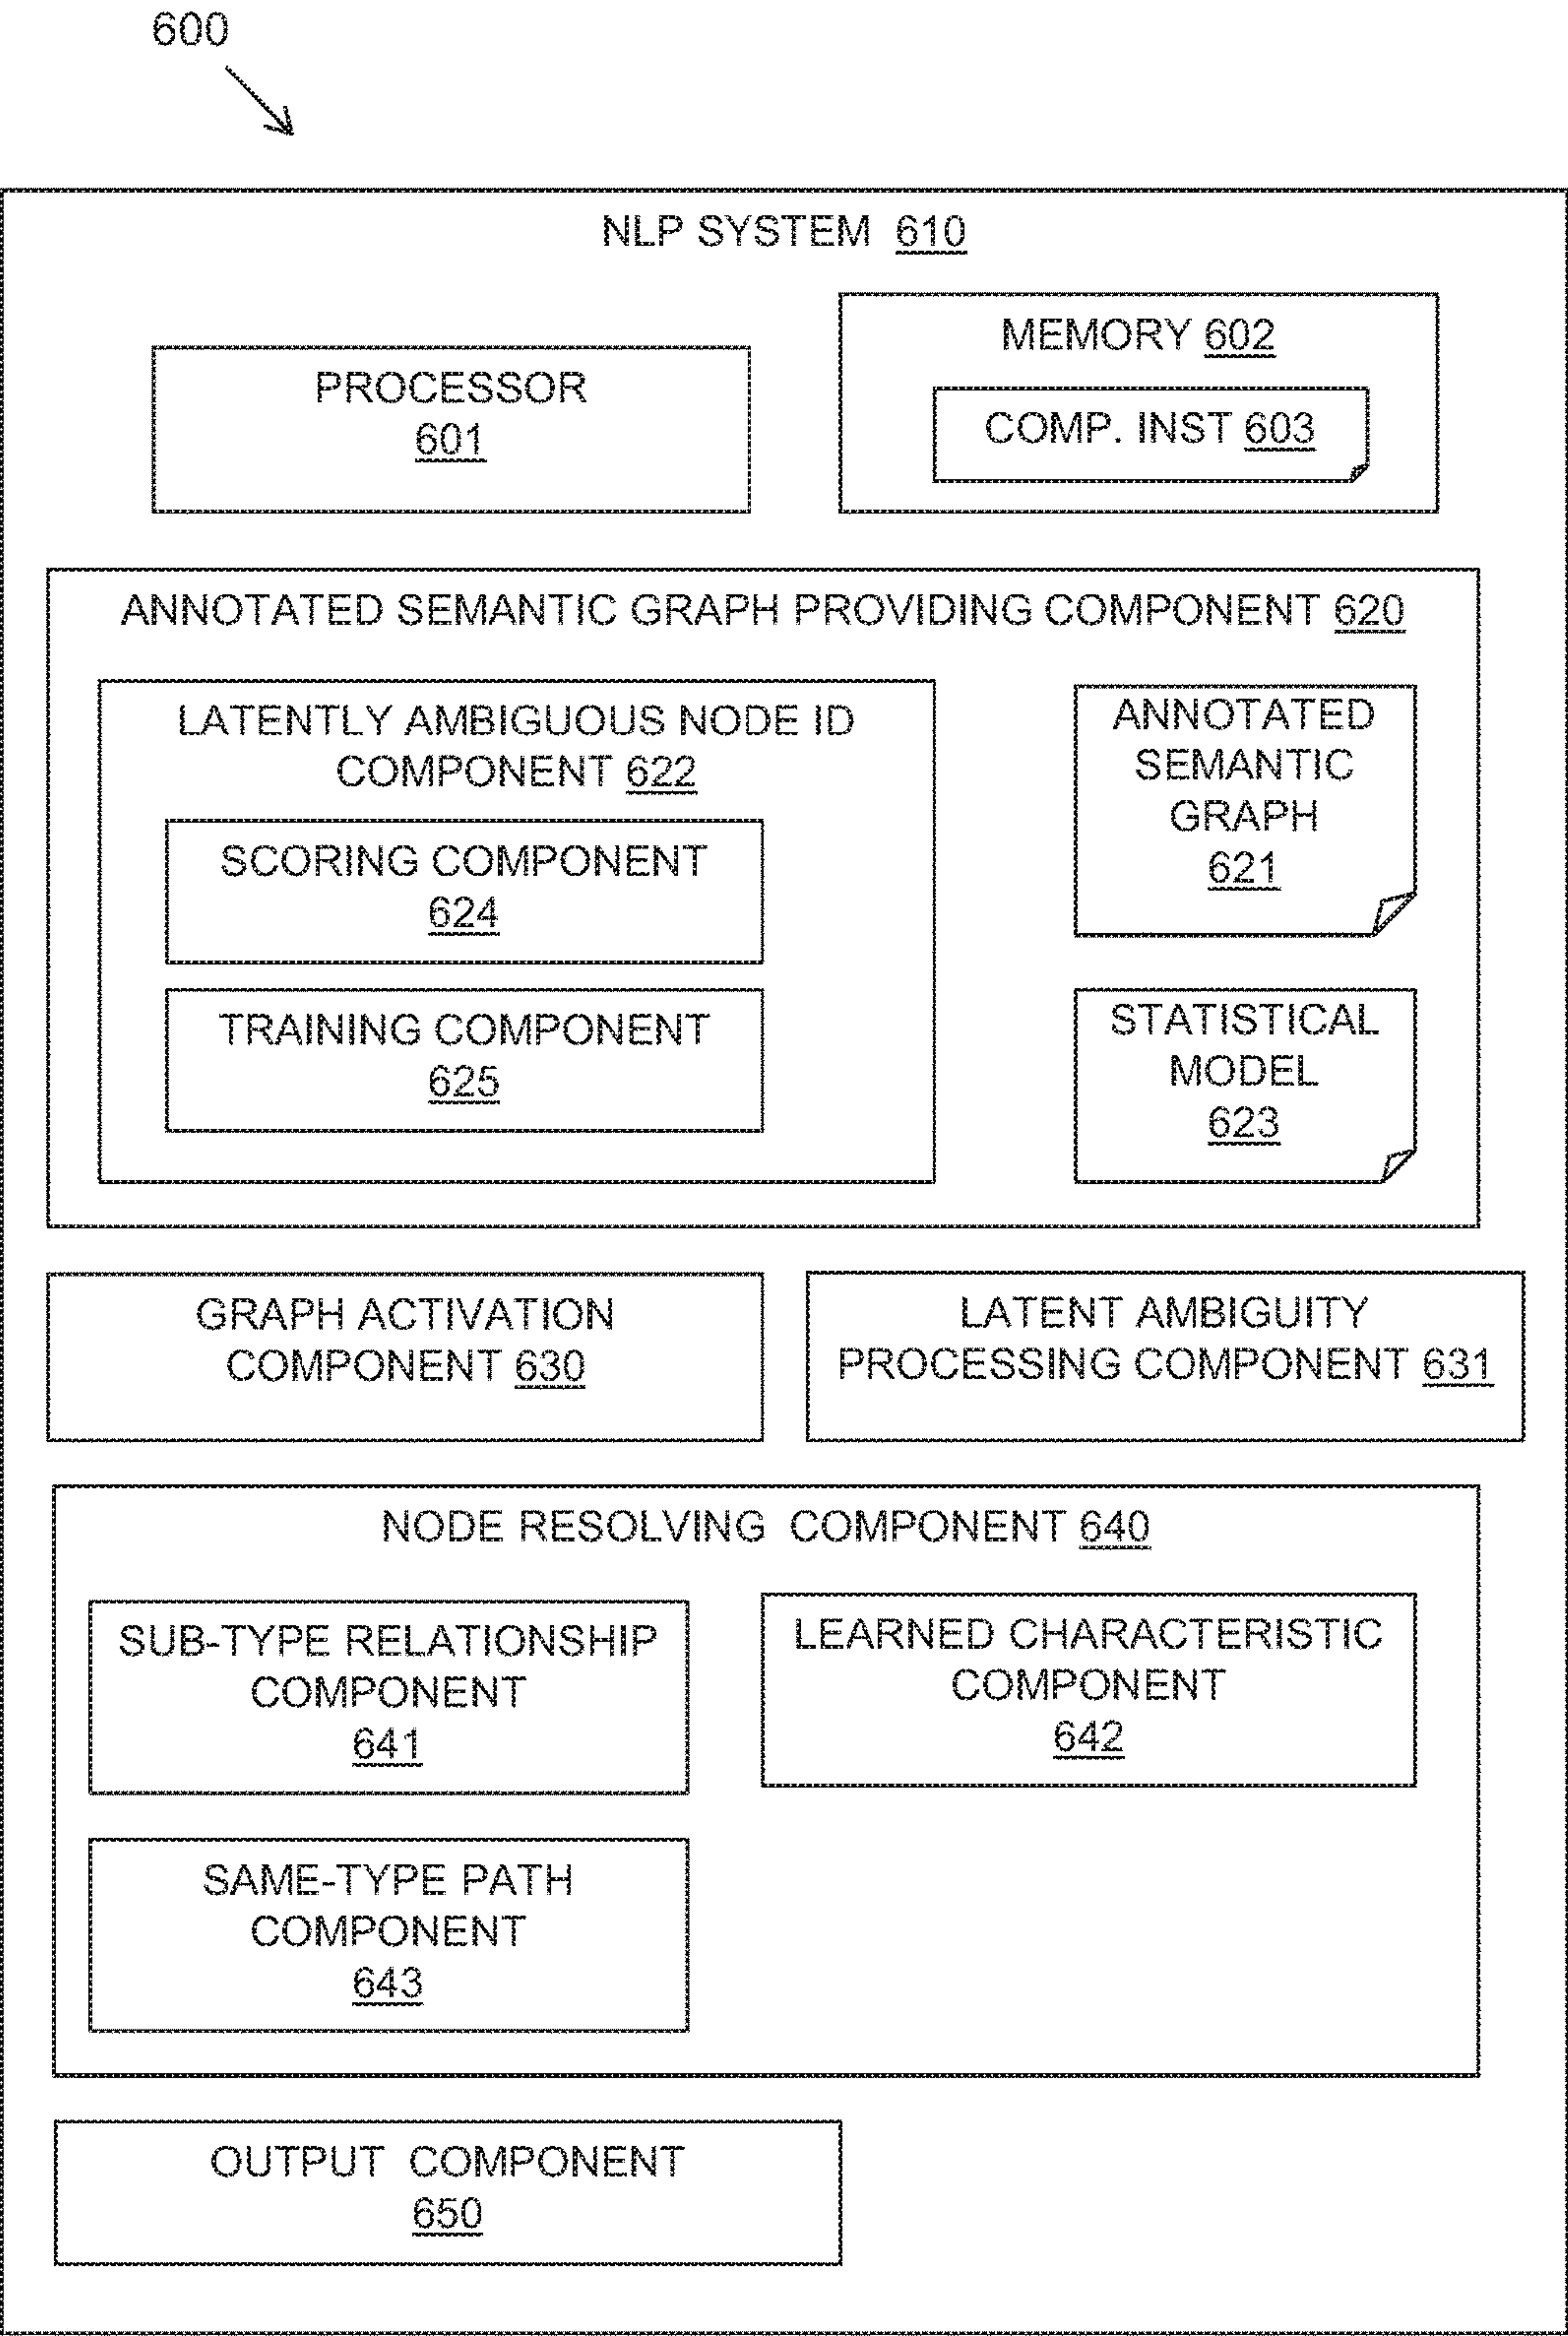 600
NLP SYSTEM 610
PROCESSOR
601
MEMORY 602
COMP. INST 603
ANNOTATED SEMANTIC GRAPH PROVIDING COMPONENT 620
LATENTLY AMBIGUOUS NODE ID
COMPONENT 622
SCORING COMPONENT
624
TRAINING COMPONENT
625
ANNOTATED
SEMANTIC
GRAPH
621
STATISTICAL
MODEL
623
GRAPH ACTIVATION
COMPONENT 630
LATENT AMBIGUITY
PROCESSING COMPONENT 631
NODE RESOLVING COMPONENT 640
SUB-TYPE RELATIONSHIP
COMPONENT
641
LEARNED CHARACTERISTIC
COMPONENT
642
SAME-TYPE PATH
COMPONENT
643
OUTPUT COMPONENT
650